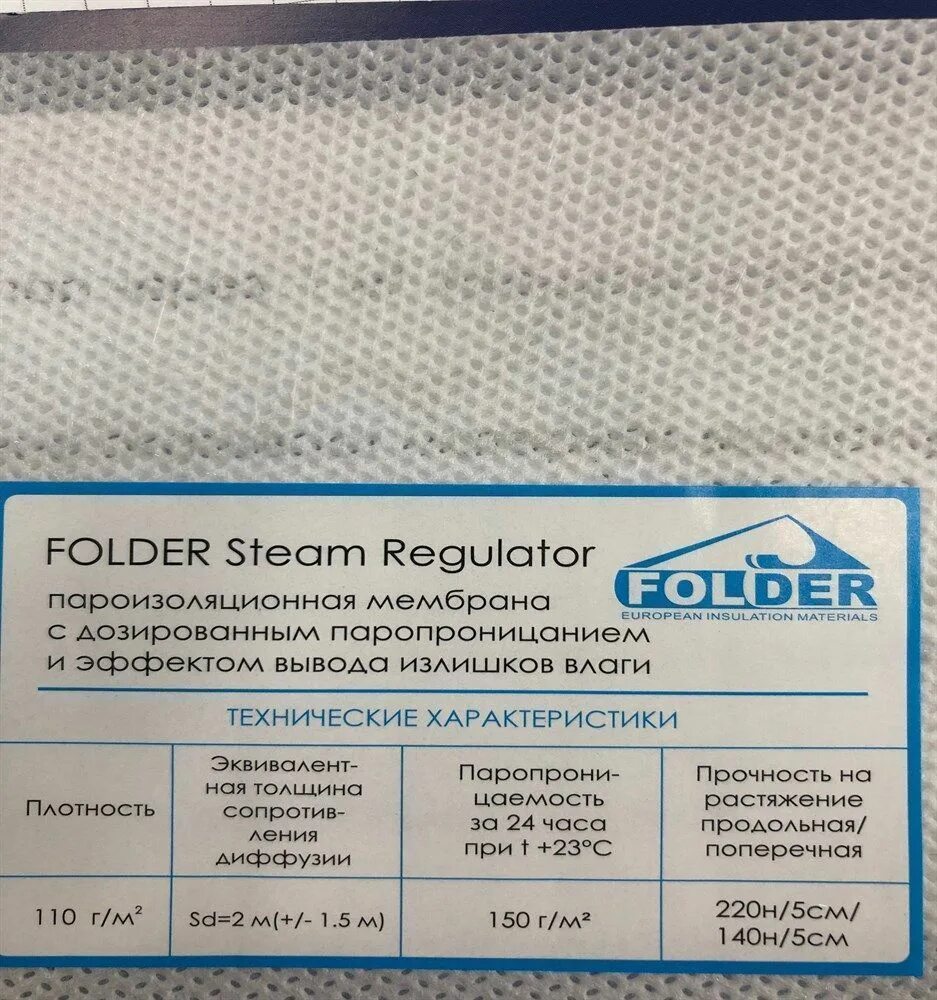 FOLDER Steam Regulator
FOLDER
EUROPEAN INSULATION MATERIALS
пароизоляционная мембрана
с дозированным паропроницанием
и эффектом вывода излишков влаги
ТЕХНИЧЕСКИЕ ХАРАКТЕРИСТИКИ
Плотность
Эквивалент-
ная толщина
сопротив-
ления
диффузии
Паропрони-
цаемость
за 24 часа
при t +23°C
Прочность на
растяжение
продольная/
поперечная
110 г/м²
Sd=2 м(+/- 1.5 м)
150 г/м²
220н/5см/
140н/5см